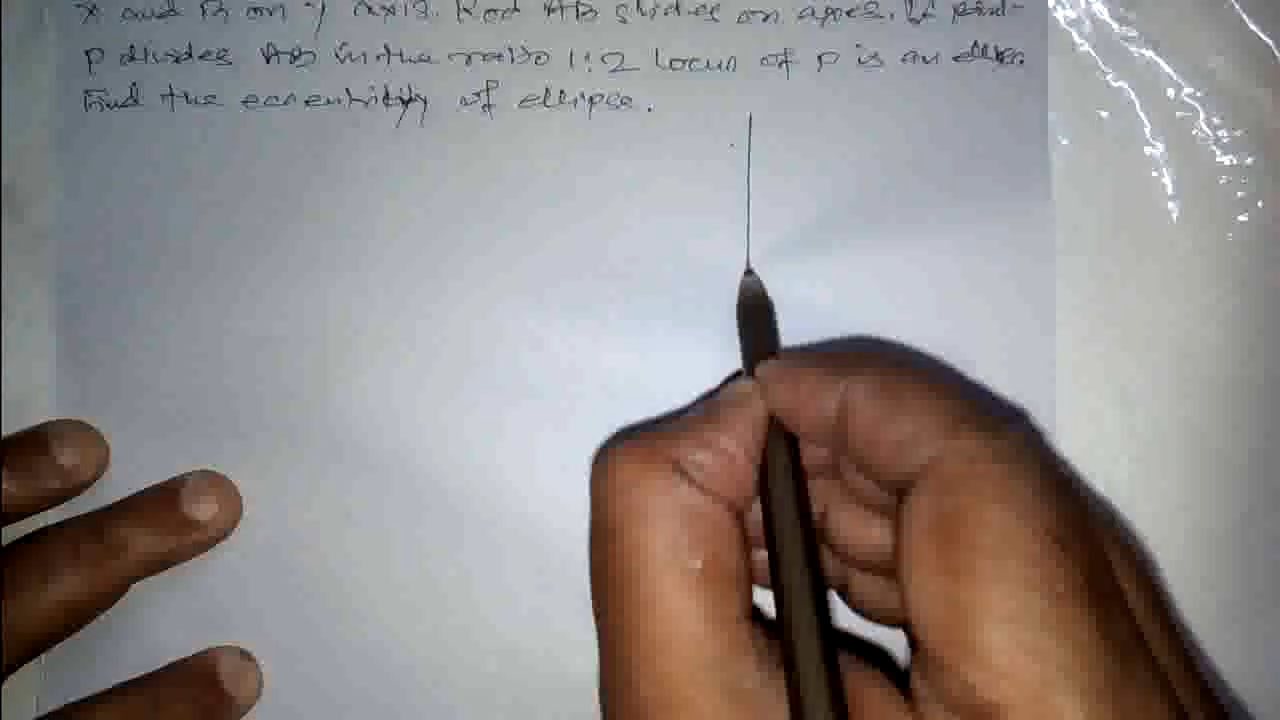 x and B on y axis. Rod AB slides on axes. If point
P divides AB in the ratio 1:2 Locus of P is an ellipse.
Find the eccentricity of ellipse.